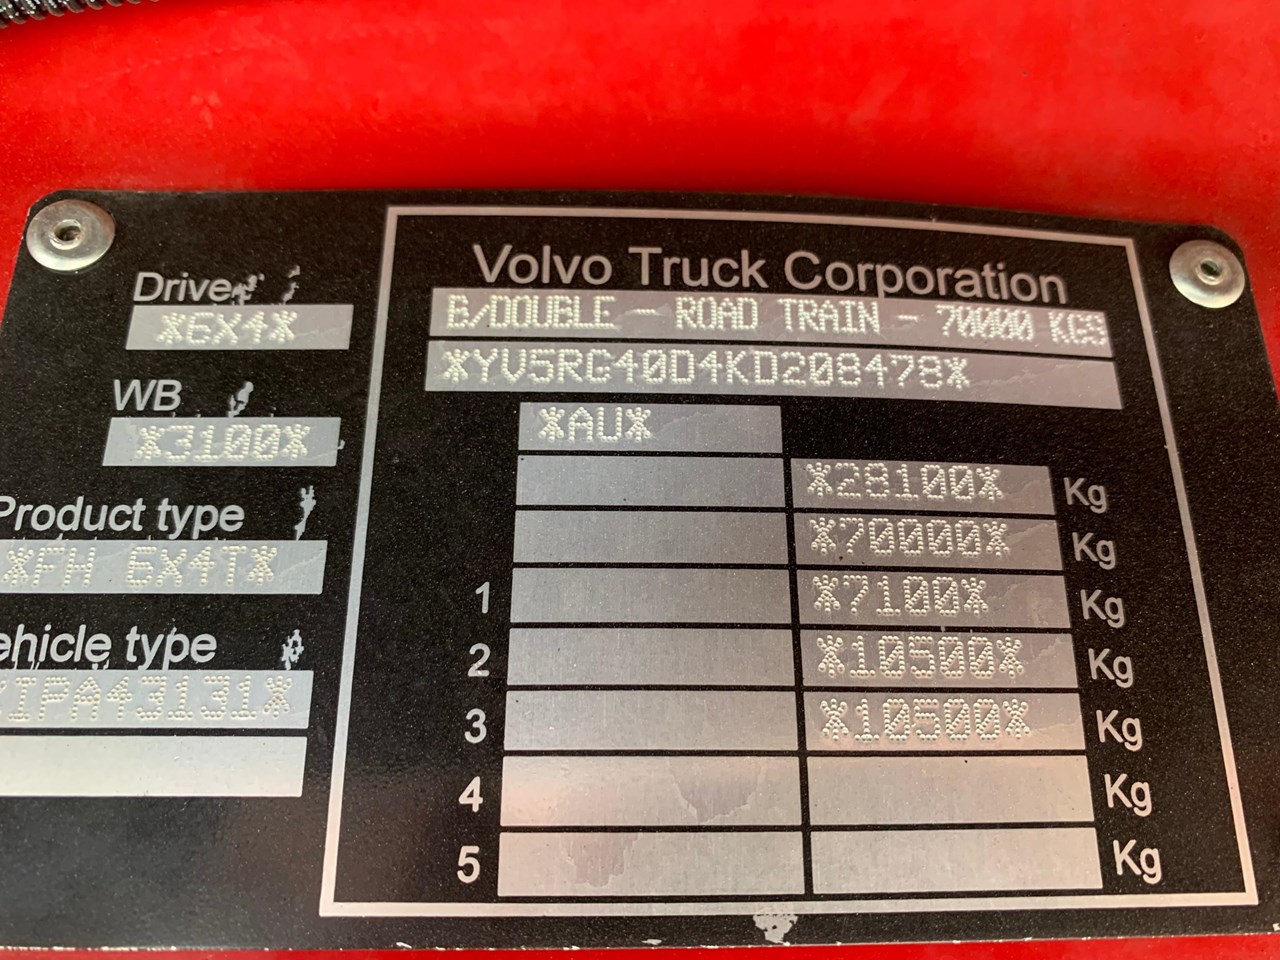 Volvo Truck Corporation
B/DOUBLE - ROAD TRAIN - 70000 KGS
*YV5RG40D4KD208478*
*AU*
*28100* Kg
*70000* Kg
1 *7100* Kg
2 *10500* Kg
3 *10500* Kg
4 Kg
5 Kg
Drive
*6X4*
WB
*3100*
Product type
*FH 6X4T*
ehicle type
*IPA43131*